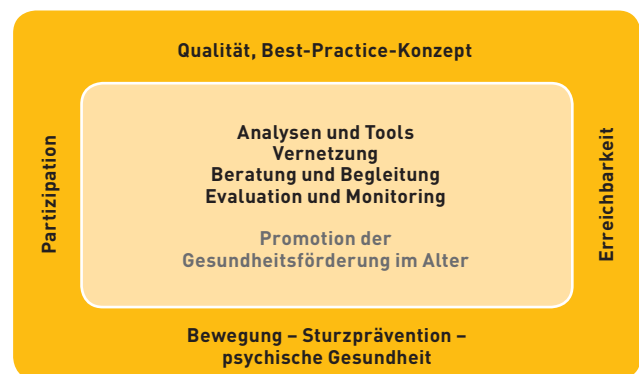 Qualität, Best-Practice-Konzept
Partizipation
Analysen und Tools
Vernetzung
Beratung und Begleitung
Evaluation und Monitoring
Promotion der
Gesundheitsförderung im Alter
Erreichbarkeit
Bewegung – Sturzprävention –
psychische Gesundheit